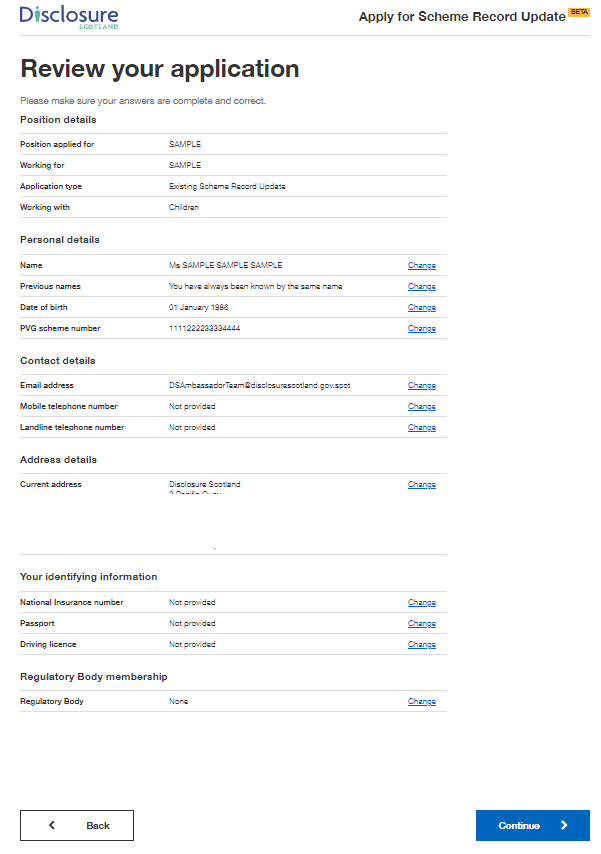 Disclosure
SCOTLAND
Apply for Scheme Record Update BETA
Review your application
Please make sure your answers are complete and correct.
Position details
Position applied for SAMPLE
Working for SAMPLE
Application type Existing Scheme Record Update
Working with Children
Personal details
Name Ms SAMPLE SAMPLE SAMPLE Change
Previous names You have always been known by the same name Change
Date of birth 01 January 1986 Change
PVG scheme number 1111222233334444 Change
Contact details
Email address DSAmbassadorTeam@disclosurescotland.gov.scot Change
Mobile telephone number Not provided Change
Landline telephone number Not provided Change
Address details
Current address Disclosure Scotland Change
2 Pacific Quay
Your identifying information
National Insurance number Not provided Change
Passport Not provided Change
Driving licence Not provided Change
Regulatory Body membership
Regulatory Body None Change
Back
Continue